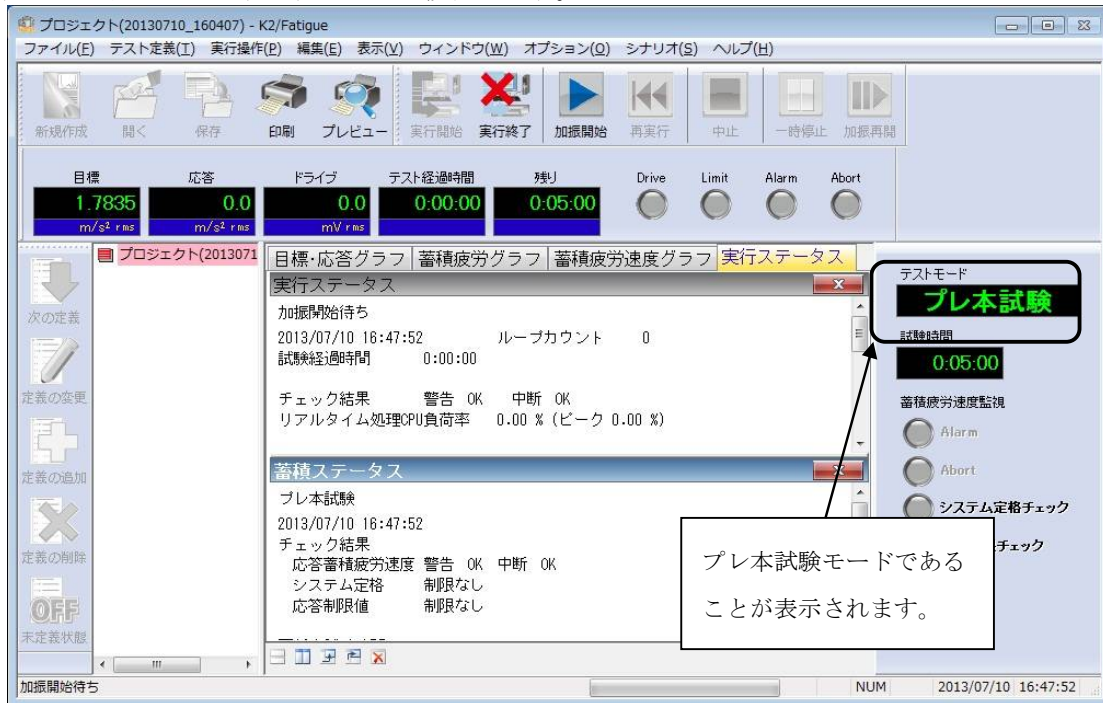 プロジェクト(20130710_160407) - K2/Fatigue
ファイル(F) テスト定義(T) 実行操作(P) 編集(E) 表示(V) ウィンドウ(W) オプション(O) シナリオ(S) ヘルプ(H)
新規作成 開く 保存 印刷 プレビュー 実行開始 実行終了 加振開始 再実行 中止 一時停止 加振再開
目標 応答 ドライブ テスト経過時間 残り Drive Limit Alarm Abort
1.7835 0.0 0.0 0:00:00 0:05:00
m/s² rms m/s² rms mV rms
プロジェクト(2013071
目標・応答グラフ 蓄積疲労グラフ 蓄積疲労速度グラフ 実行ステータス
次の定義
定義の変更
定義の追加
定義の削除
OFF
未定義状態
実行ステータス
加振開始待ち
2013/07/10 16:47:52 ループカウント 0
試験経過時間 0:00:00
チェック結果 警告 OK 中断 OK
リアルタイム処理CPU負荷率 0.00 % (ピーク 0.00 %)
蓄積ステータス
プレ本試験
2013/07/10 16:47:52
チェック結果
応答蓄積疲労速度 警告 OK 中断 OK
システム定格 制限なし
応答制限値 制限なし
テストモード
プレ本試験
試験時間
0:05:00
蓄積疲労速度監視
Alarm
Abort
システム定格チェック
チェック
プレ本試験モードである
ことが表示されます。
加振開始待ち NUM 2013/07/10 16:47:52